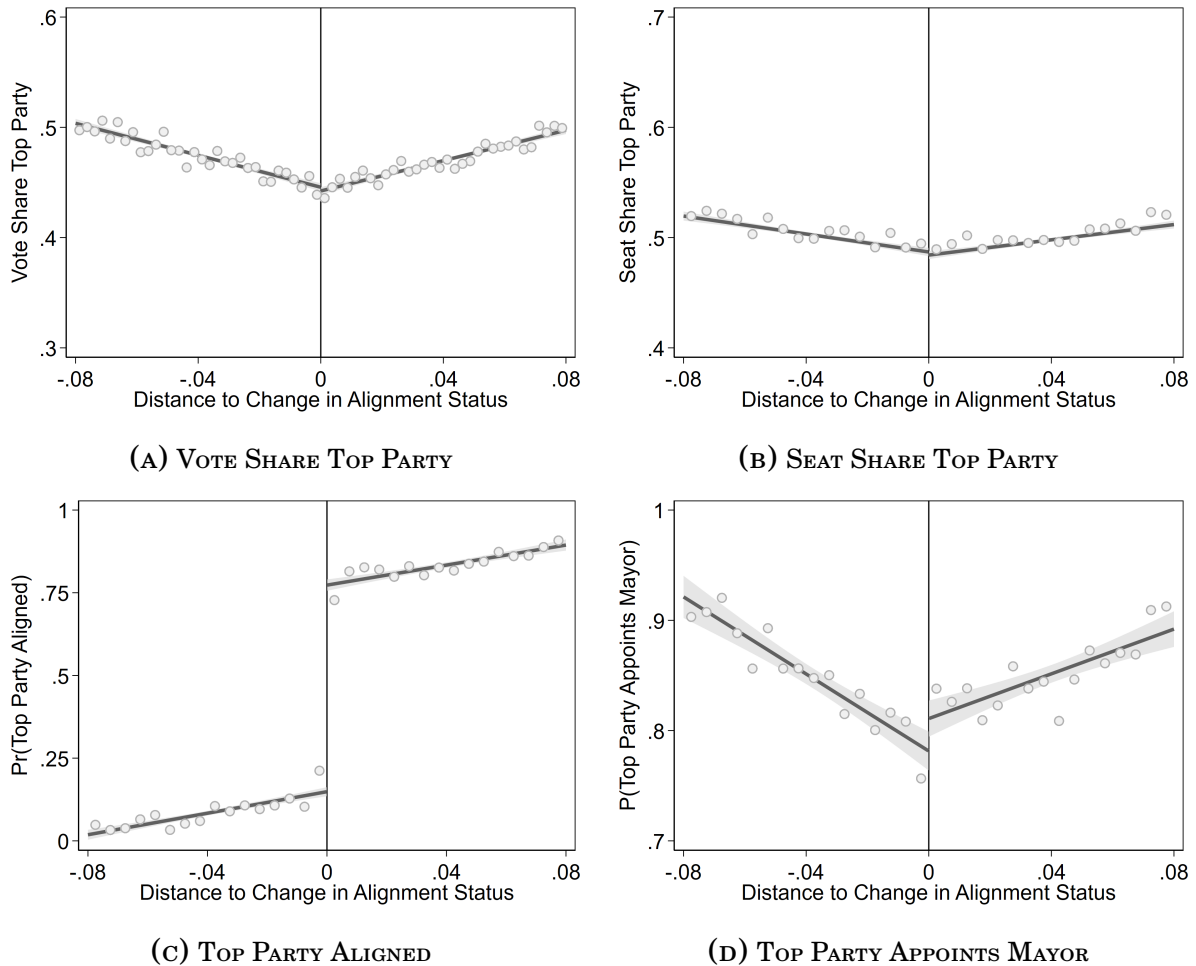 .6
.5
.4
.3
Vote Share Top Party
-.08 -.04 0 .04 .08
Distance to Change in Alignment Status
(A) Vote Share Top Party
.7
.6
.5
.4
Seat Share Top Party
-.08 -.04 0 .04 .08
Distance to Change in Alignment Status
(B) Seat Share Top Party
1
.75
.5
.25
0
Pr(Top Party Aligned)
-.08 -.04 0 .04 .08
Distance to Change in Alignment Status
(C) Top Party Aligned
1
.9
.8
.7
P(Top Party Appoints Mayor)
-.08 -.04 0 .04 .08
Distance to Change in Alignment Status
(D) Top Party Appoints Mayor